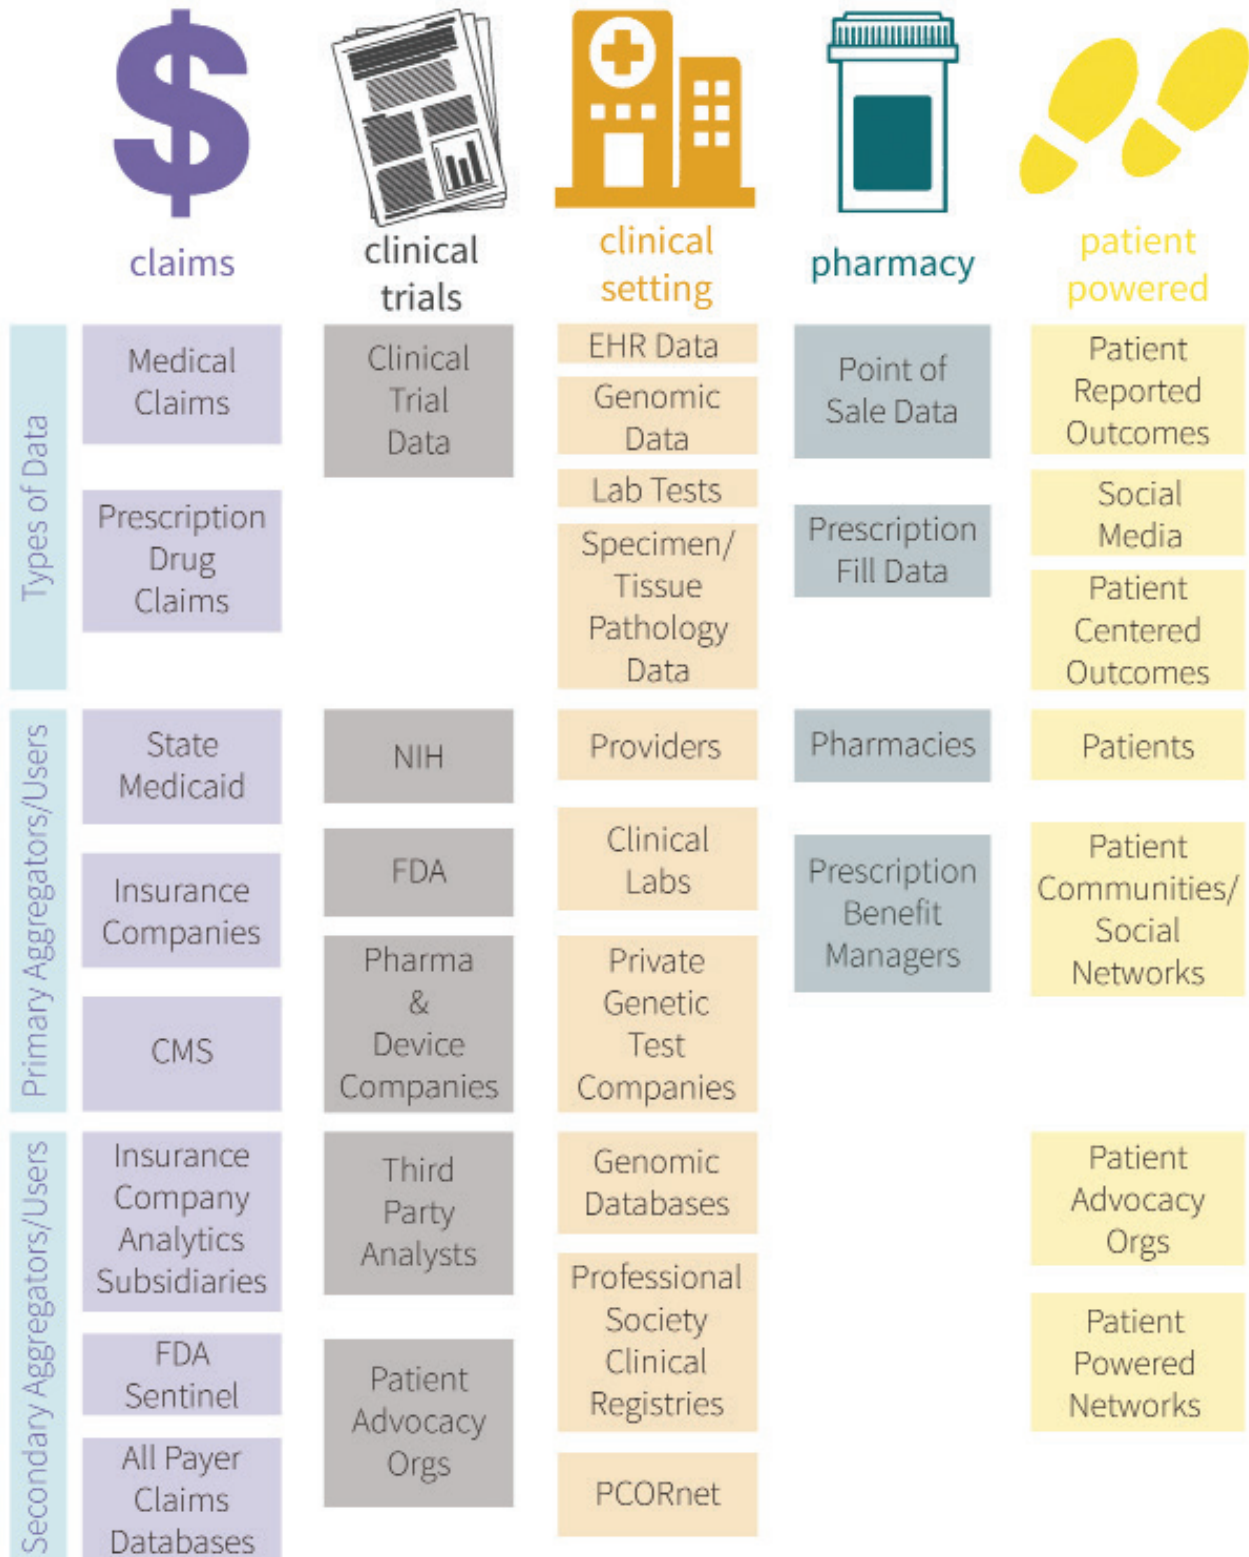 claims
clinical
trials
clinical
setting
pharmacy
patient
powered
Types of Data
Medical
Claims
Prescription
Drug
Claims
Clinical
Trial
Data
EHR Data
Genomic
Data
Lab Tests
Specimen/
Tissue
Pathology
Data
Point of
Sale Data
Prescription
Fill Data
Patient
Reported
Outcomes
Social
Media
Patient
Centered
Outcomes
Primary Aggregators/Users
State
Medicaid
Insurance
Companies
CMS
NIH
FDA
Pharma
&
Device
Companies
Providers
Clinical
Labs
Private
Genetic
Test
Companies
Pharmacies
Prescription
Benefit
Managers
Patients
Patient
Communities/
Social
Networks
Secondary Aggregators/Users
Insurance
Company
Analytics
Subsidiaries
FDA
Sentinel
All Payer
Claims
Databases
Third
Party
Analysts
Patient
Advocacy
Orgs
Genomic
Databases
Professional
Society
Clinical
Registries
PCORnet
Patient
Advocacy
Orgs
Patient
Powered
Networks